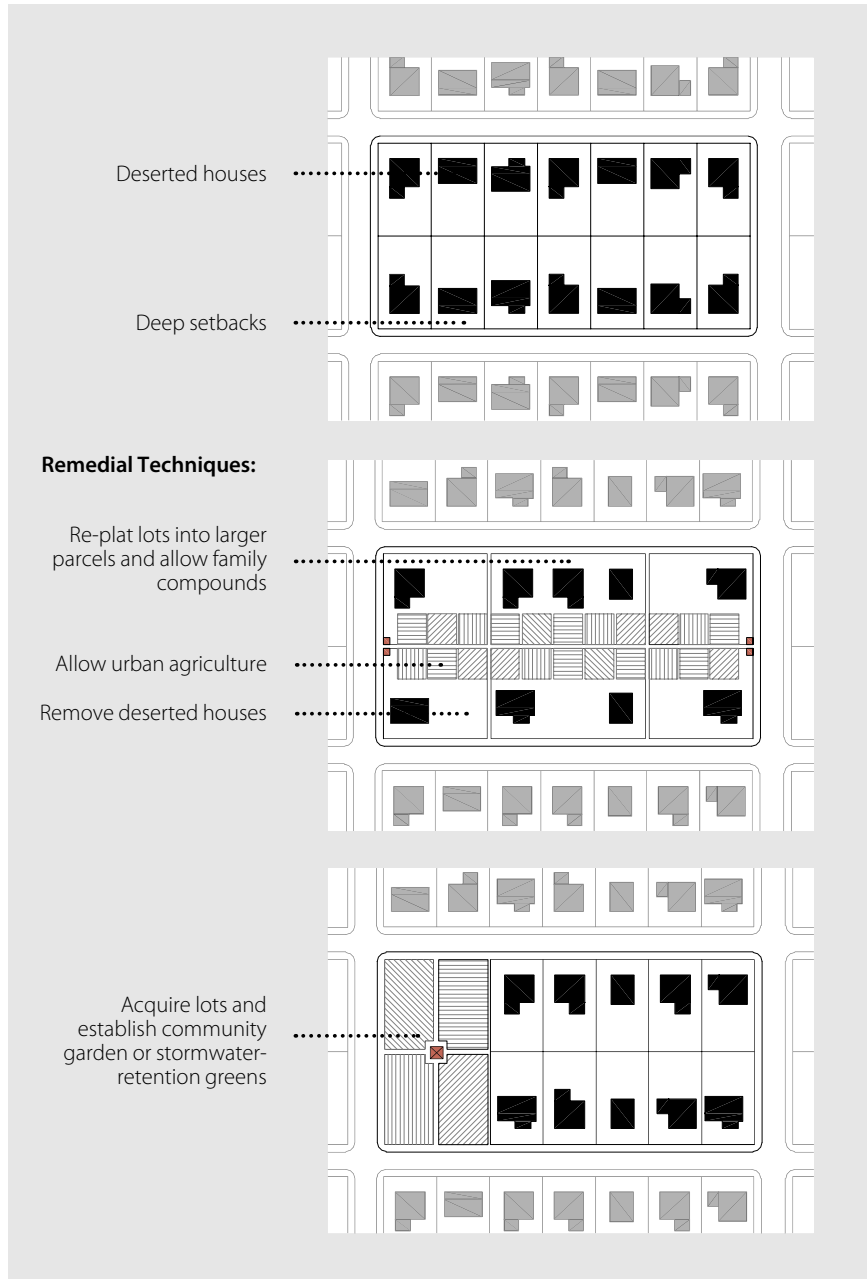 Deserted houses
Deep setbacks
Remedial Techniques:
Re-plat lots into larger
parcels and allow family
compounds
Allow urban agriculture
Remove deserted houses
Acquire lots and
establish community
garden or stormwater-
retention greens